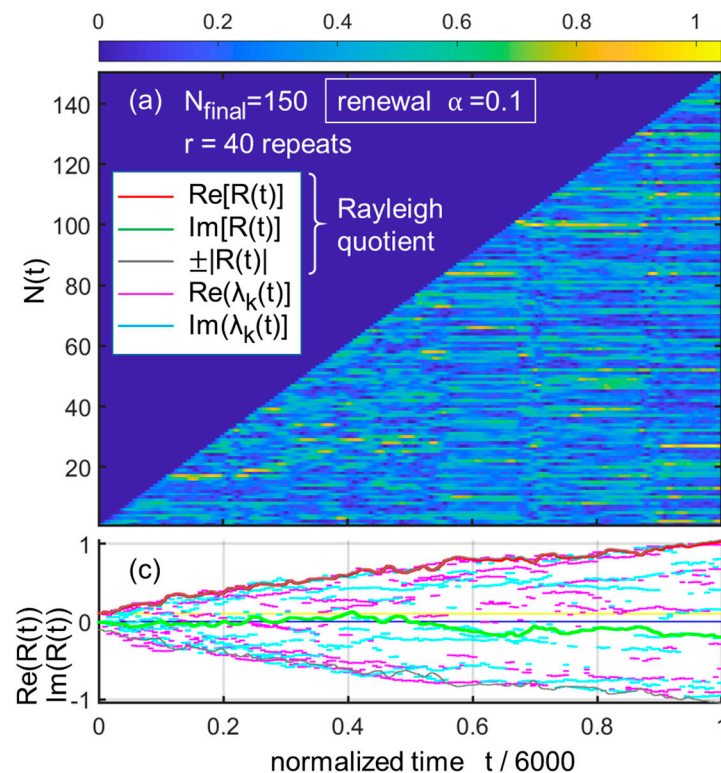 0 0.2 0.4 0.6 0.8 1
(a) N_final=150 renewal α=0.1
r = 40 repeats
Re[R(t)]
Im[R(t)]
±|R(t)|
Re(λ_k(t)]
Im(λ_k(t)]
Rayleigh
quotient
N(t)
140
120
100
80
60
40
20
(c)
Re(R(t))
Im(R(t))
1
0
-1
0 0.2 0.4 0.6 0.8 1
normalized time t / 6000